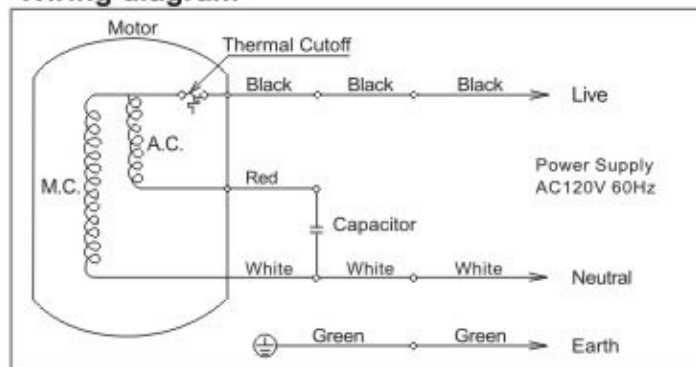 Wiring diagram
Motor
Thermal Cutoff
Black Black Black Live
A.C.
M.C.
Power Supply
AC120V 60Hz
Red
Capacitor
White White White Neutral
Green Green Earth